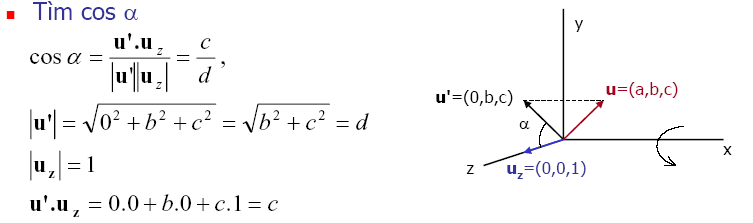 Tìm cos α
cos α = u'.u_z / |u'||u_z| = c / d ,
|u'| = √(0² + b² + c²) = √(b² + c²) = d
|u_z| = 1
u'.u_z = 0.0 + b.0 + c.1 = c
y
u'=(0,b,c)
u=(a,b,c)
α
x
z
u_z=(0,0,1)